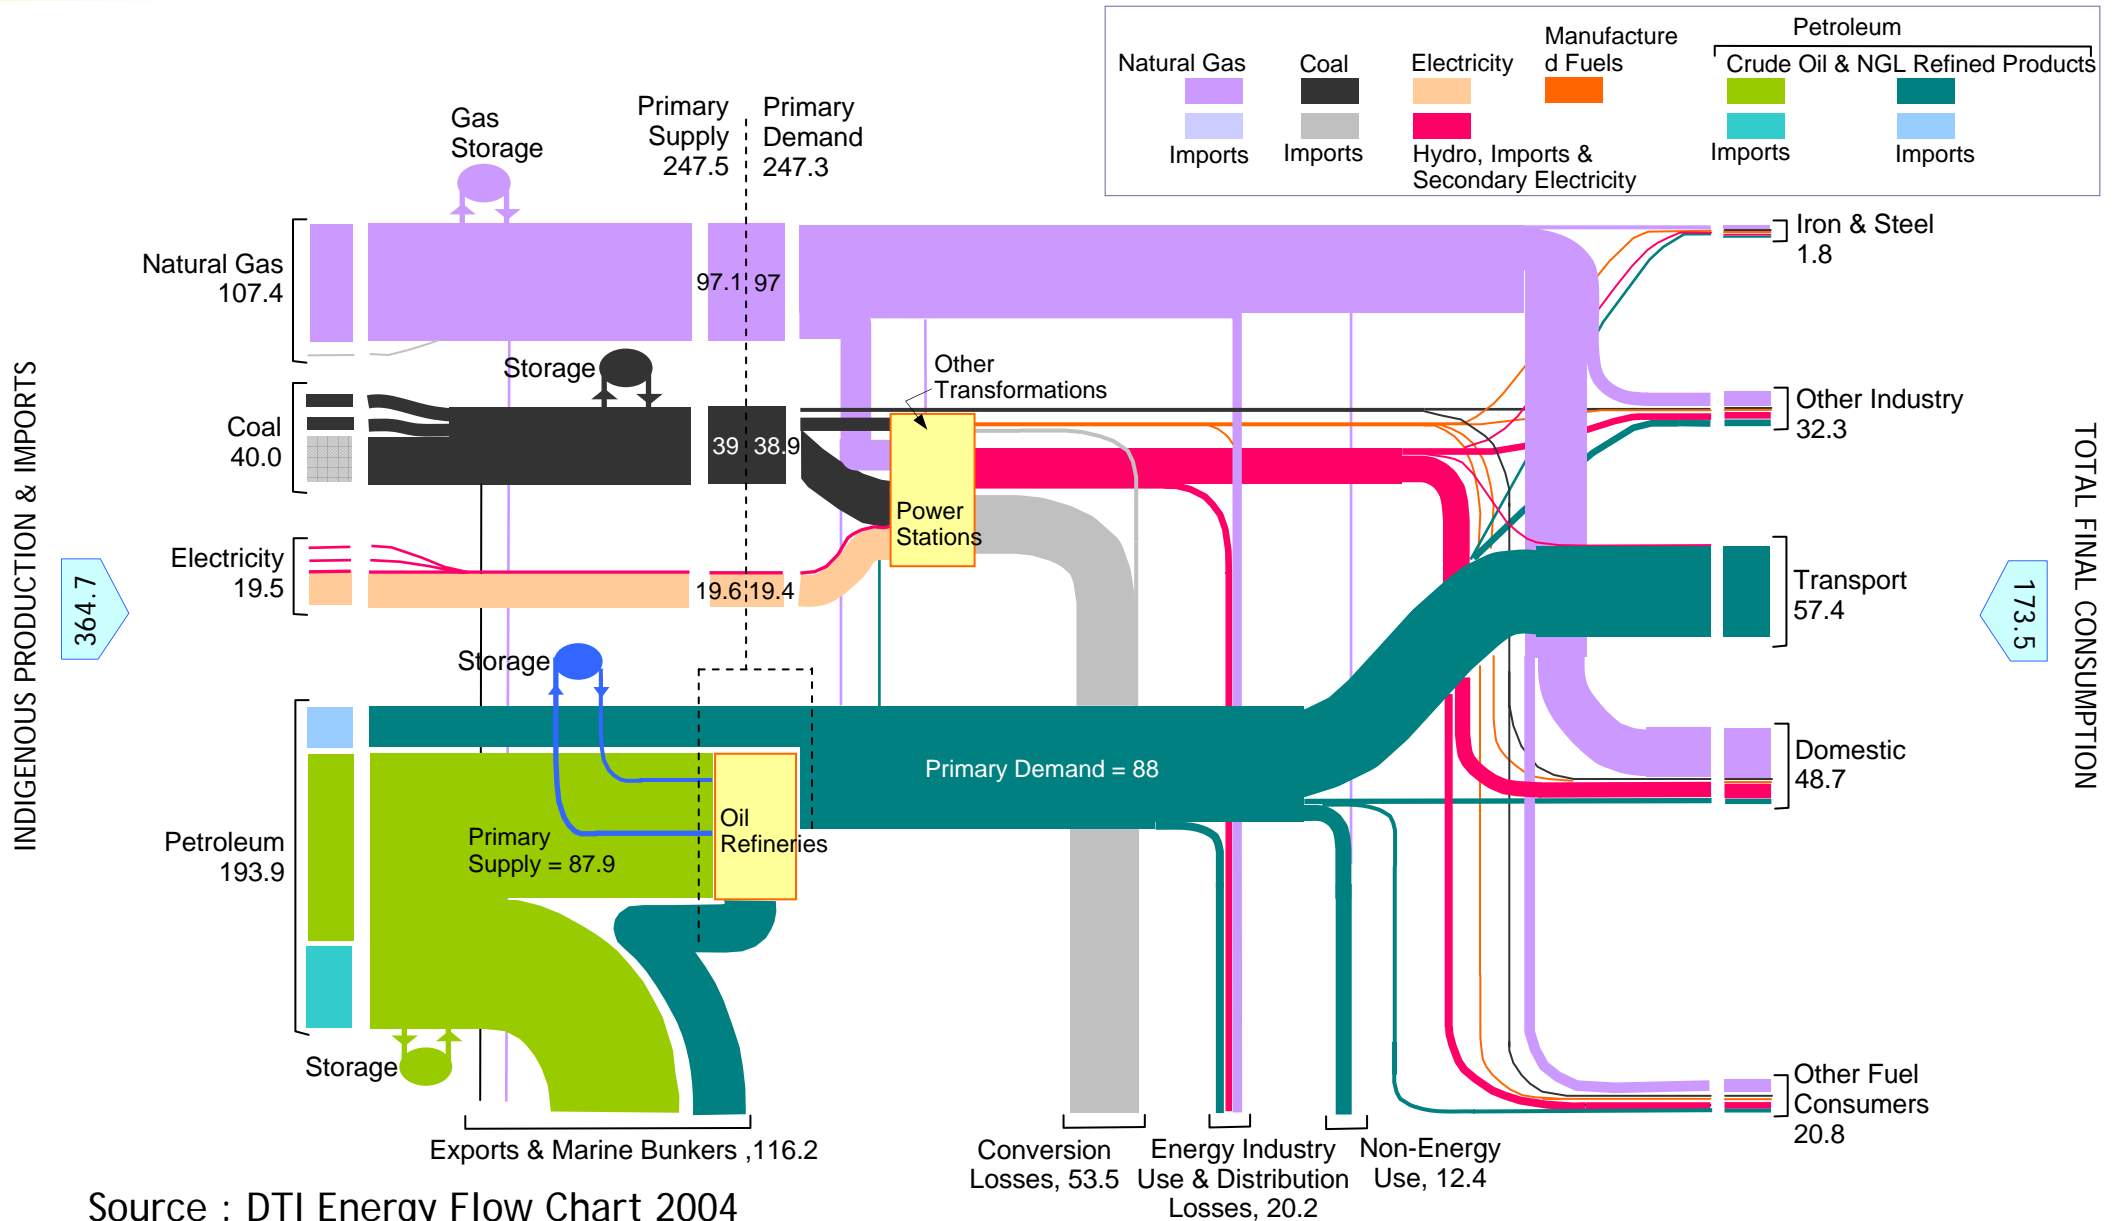 Petroleum
Manufacture
d Fuels
Natural Gas
Coal
Electricity
Crude Oil & NGL
Refined Products
Imports
Imports
Hydro, Imports &
Secondary Electricity
Imports
Imports
Gas
Storage
Primary
Supply
247.5
Primary
Demand
247.3
Natural Gas
107.4
97.1
97
Iron & Steel
1.8
Storage
Other
Transformations
Coal
40.0
39
38.9
Other Industry
32.3
INDIGENOUS PRODUCTION & IMPORTS
364.7
TOTAL FINAL CONSUMPTION
173.5
Power
Stations
Electricity
19.5
19.6
19.4
Transport
57.4
Storage
Primary Demand = 88
Domestic
48.7
Petroleum
193.9
Primary
Supply = 87.9
Oil
Refineries
Storage
Other Fuel
Consumers
20.8
Exports & Marine Bunkers ,116.2
Conversion
Losses, 53.5
Energy Industry
Use & Distribution
Losses, 20.2
Non-Energy
Use, 12.4
Source : DTI Energy Flow Chart 2004